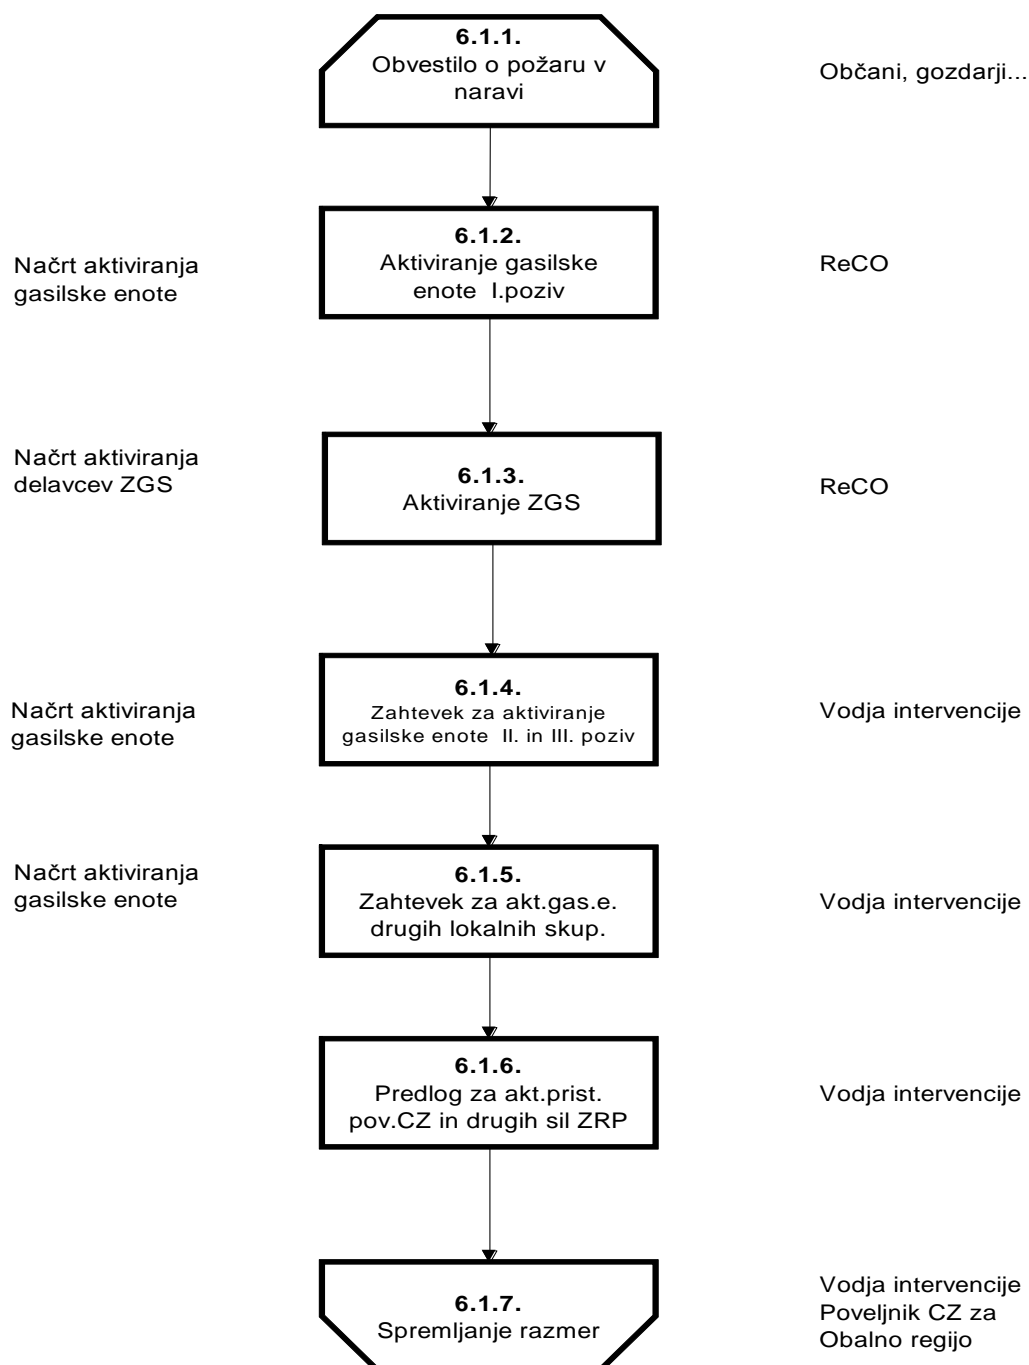 6.1.1.
Obvestilo o požaru v
naravi
Občani, gozdarji...
Načrt aktiviranja
gasilske enote
6.1.2.
Aktiviranje gasilske
enote I.poziv
ReCO
Načrt aktiviranja
delavcev ZGS
6.1.3.
Aktiviranje ZGS
ReCO
Načrt aktiviranja
gasilske enote
6.1.4.
Zahtevek za aktiviranje
gasilske enote II. in III. poziv
Vodja intervencije
Načrt aktiviranja
gasilske enote
6.1.5.
Zahtevek za akt.gas.e.
drugih lokalnih skup.
Vodja intervencije
6.1.6.
Predlog za akt.prist.
pov.CZ in drugih sil ZRP
Vodja intervencije
6.1.7.
Spremljanje razmer
Vodja intervencije
Poveljnik CZ za
Obalno regijo